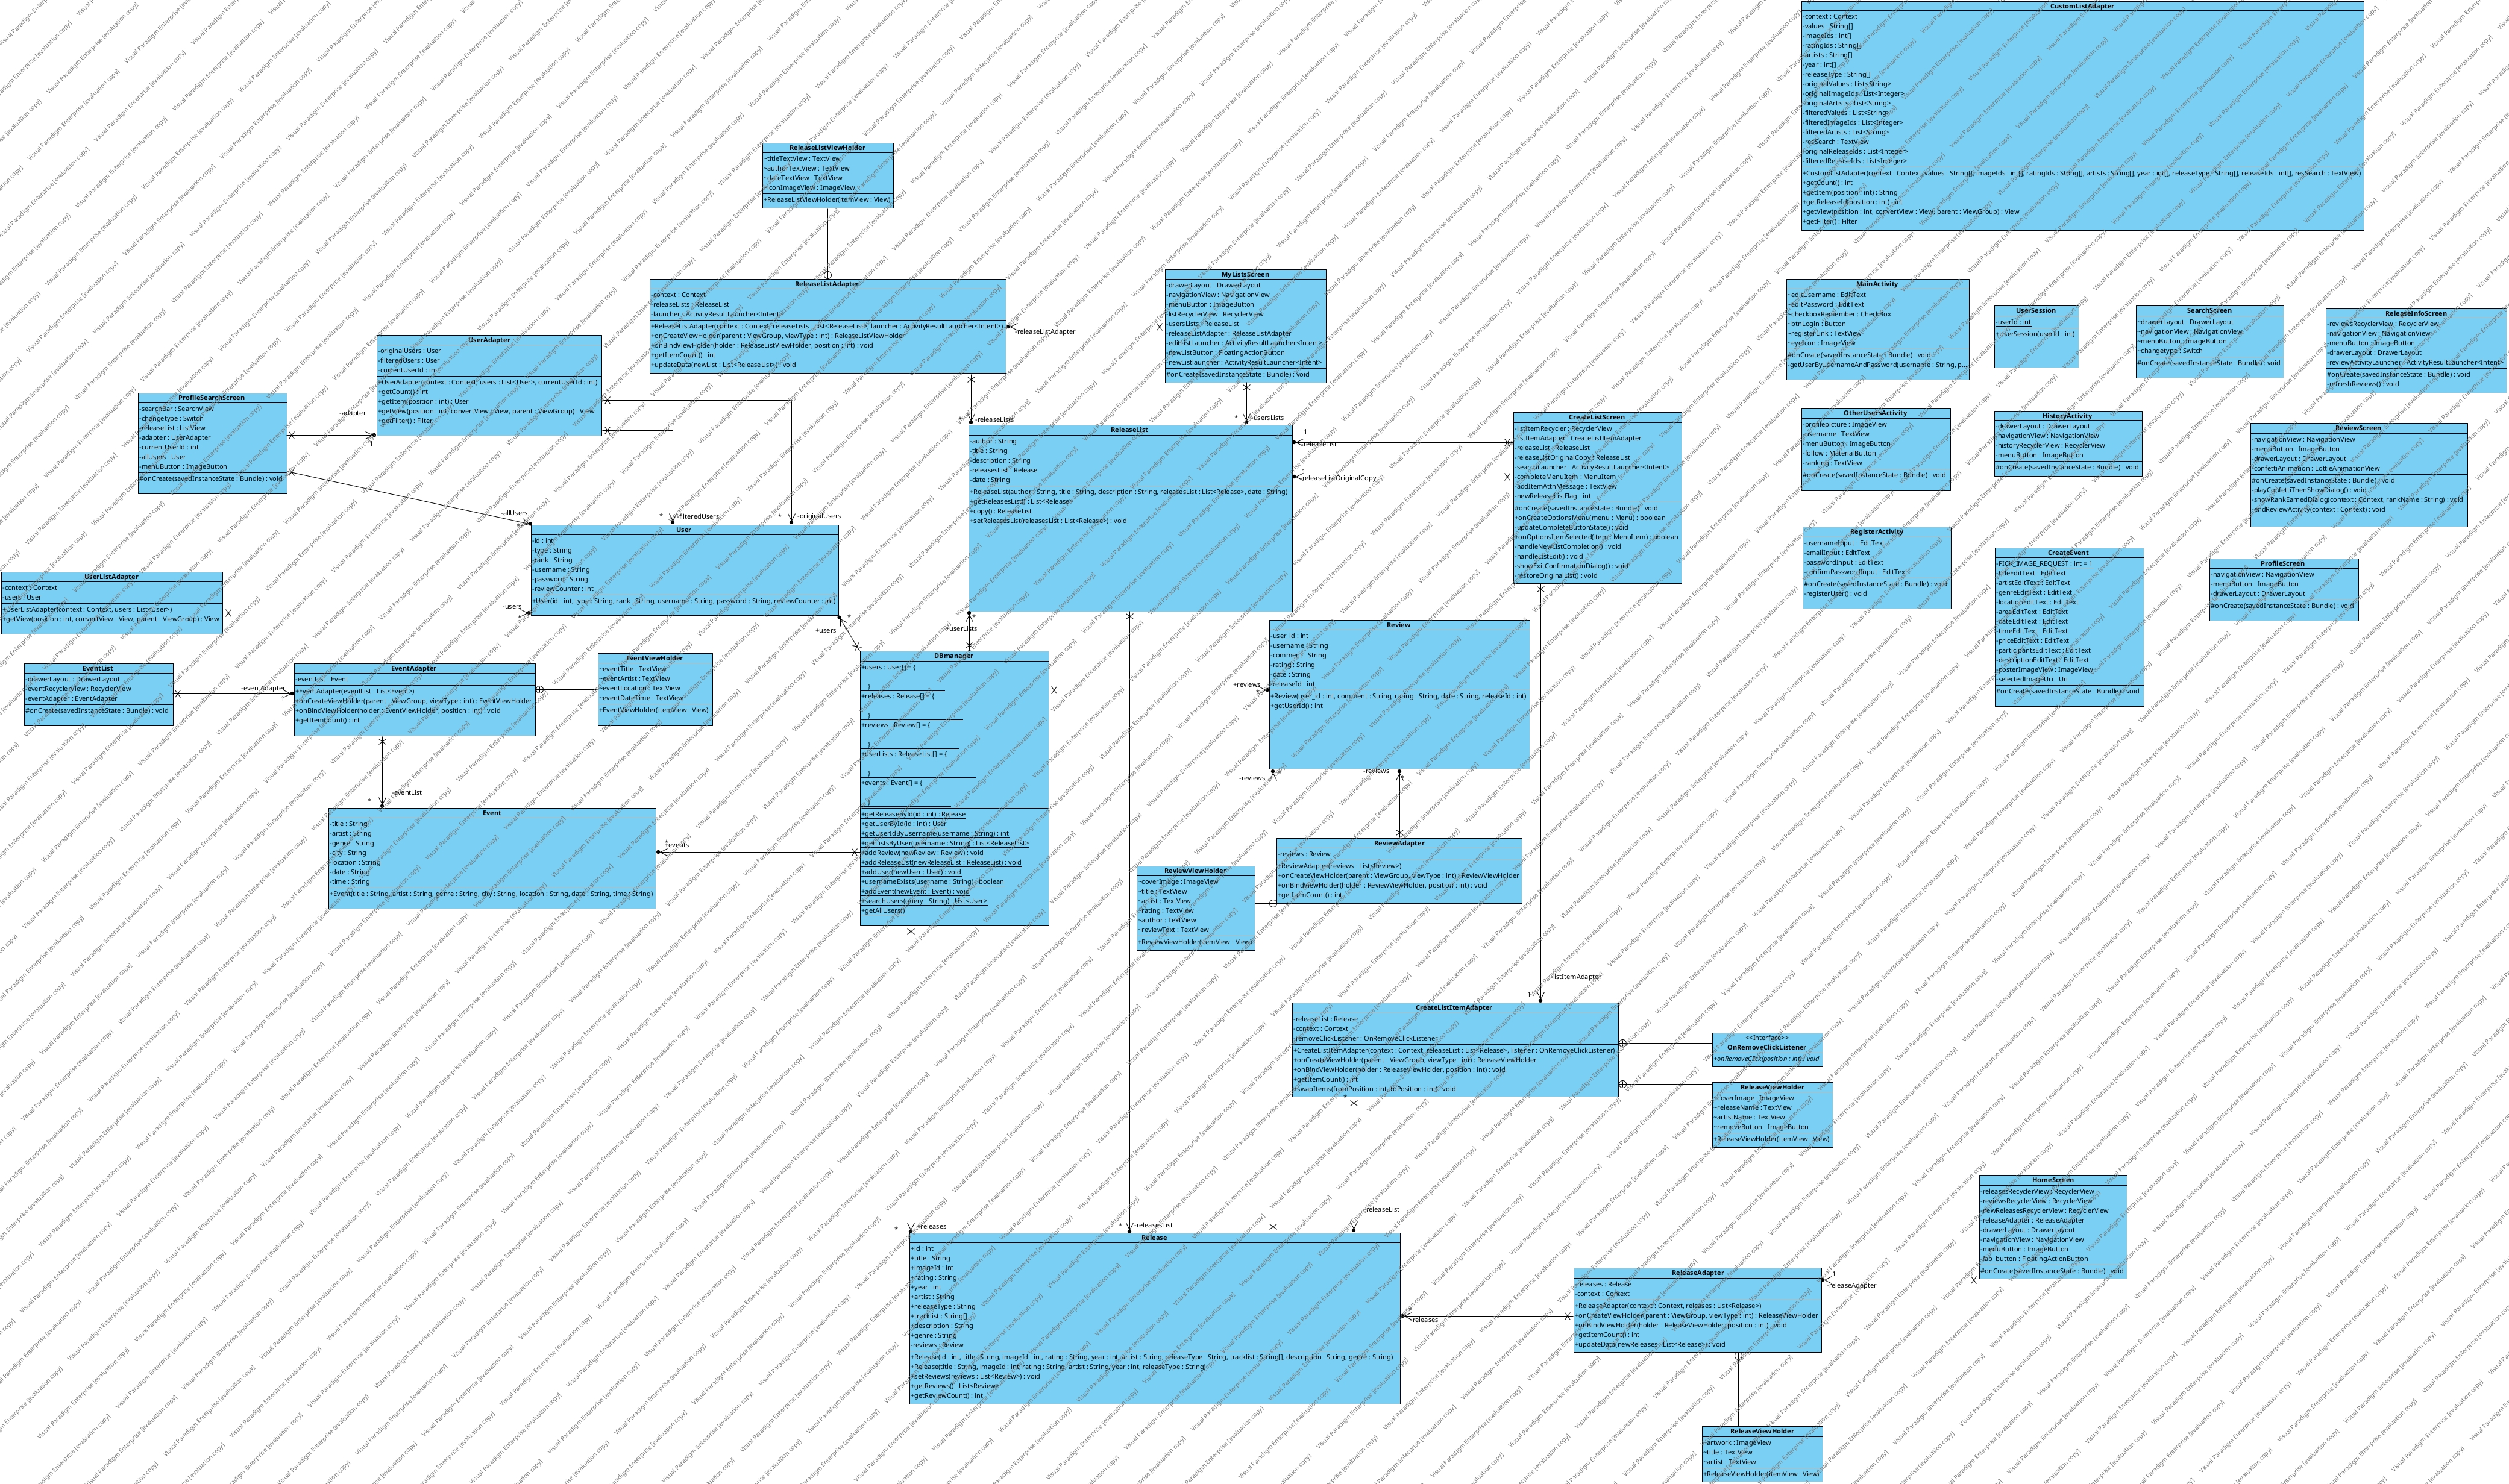 CustomListAdapter
-context : Context
-values : String[]
-imageIds : int[]
-ratingIds : String[]
-artists : String[]
-year : int[]
-releaseType : String[]
-originalValues : List<String>
-originalImageIds : List<Integer>
-originalArtists : List<String>
-filteredValues : List<String>
-filteredImageIds : List<Integer>
-filteredArtists : List<String>
-resSearch : TextView
-originalReleaseIds : List<Integer>
-filteredReleaseIds : List<Integer>
+CustomListAdapter(context : Context, values : String[], imageIds : int[], ratingIds : String[], artists : String[], year : int[], releaseType : String[], releaseIds : int[], resSearch : TextView)
+getCount() : int
+getItem(position : int) : String
+getReleaseId(position : int) : int
+getView(position : int, convertView : View, parent : ViewGroup) : View
+getFilter() : Filter
ReleaseListViewHolder
~titleTextView : TextView
~authorTextView : TextView
~dateTextView : TextView
~iconImageView : ImageView
+ReleaseListViewHolder(itemView : View)
ReleaseListAdapter
-context : Context
-releaseLists : ReleaseList
-launcher : ActivityResultLauncher<Intent>
+ReleaseListAdapter(context : Context, releaseLists : List<ReleaseList>, launcher : ActivityResultLauncher<Intent>)
+onCreateViewHolder(parent : ViewGroup, viewType : int) : ReleaseListViewHolder
+onBindViewHolder(holder : ReleaseListViewHolder, position : int) : void
+getItemCount() : int
+updateData(newList : List<ReleaseList>) : void
1
-releaseListAdapter
MyListsScreen
-drawerLayout : DrawerLayout
-navigationView : NavigationView
-menuButton : ImageButton
-listRecyclerView : RecyclerView
-usersLists : ReleaseList
-releaseListAdapter : ReleaseListAdapter
-editListLauncher : ActivityResultLauncher<Intent>
-newListButton : FloatingActionButton
-newListlauncher : ActivityResultLauncher<Intent>
#onCreate(savedInstanceState : Bundle) : void
MainActivity
~editUsername : EditText
~editPassword : EditText
~checkboxRemember : CheckBox
~btnLogin : Button
~registerLink : TextView
~eyeIcon : ImageView
#onCreate(savedInstanceState : Bundle) : void
-getUserByUsernameAndPassword(username : String, p...
UserSession
-userId : int
+UserSession(userId : int)
SearchScreen
~drawerLayout : DrawerLayout
~navigationView : NavigationView
~menuButton : ImageButton
~changetype : Switch
#onCreate(savedInstanceState : Bundle) : void
ReleaseInfoScreen
-reviewsRecyclerView : RecyclerView
-navigationView : NavigationView
-menuButton : ImageButton
-drawerLayout : DrawerLayout
-reviewActivityLauncher : ActivityResultLauncher<Intent>
#onCreate(savedInstanceState : Bundle) : void
-refreshReviews() : void
UserAdapter
-originalUsers : User
-filteredUsers : User
-currentUserId : int
+UserAdapter(context : Context, users : List<User>, currentUserId : int)
+getCount() : int
+getItem(position : int) : User
+getView(position : int, convertView : View, parent : ViewGroup) : View
+getFilter() : Filter
ProfileSearchScreen
-searchBar : SearchView
-changetype : Switch
-releaseList : ListView
-adapter : UserAdapter
-currentUserId : int
-allUsers : User
-menuButton : ImageButton
#onCreate(savedInstanceState : Bundle) : void
-adapter
1
* -releaseLists
* -usersLists
ReleaseList
-author : String
-title : String
-description : String
-releasesList : Release
-date : String
+ReleaseList(author : String, title : String, description : String, releasesList : List<Release>, date : String)
+getReleasesList() : List<Release>
+copy() : ReleaseList
+setReleasesList(releasesList : List<Release>) : void
1
-releaseList
1
-releaseListOriginalCopy
CreateListScreen
-listItemRecycler : RecyclerView
-listItemAdapter : CreateListItemAdapter
-releaseList : ReleaseList
-releaseListOriginalCopy : ReleaseList
-searchLauncher : ActivityResultLauncher<Intent>
-completeMenuItem : MenuItem
-addItemAttnMessage : TextView
-newReleaseListFlag : int
#onCreate(savedInstanceState : Bundle) : void
+onCreateOptionsMenu(menu : Menu) : boolean
-updateCompleteButtonState() : void
+onOptionsItemSelected(item : MenuItem) : boolean
-handleNewListCompletion() : void
-handleListEdit() : void
-showExitConfirmationDialog() : void
-restoreOriginalList() : void
OtherUsersActivity
-profilepicture : ImageView
-username : TextView
-menuButton : ImageButton
-follow : MaterialButton
-ranking : TextView
#onCreate(savedInstanceState : Bundle) : void
HistoryActivity
-drawerLayout : DrawerLayout
-navigationView : NavigationView
-historyRecyclerView : RecyclerView
-menuButton : ImageButton
#onCreate(savedInstanceState : Bundle) : void
ReviewScreen
-navigationView : NavigationView
-menuButton : ImageButton
-drawerLayout : DrawerLayout
-confettiAnimation : LottieAnimationView
#onCreate(savedInstanceState : Bundle) : void
-playConfettiThenShowDialog() : void
-showRankEarnedDialog(context : Context, rankName : String) : void
-endReviewActivity(context : Context) : void
-allUsers
*
* -filteredUsers
* -originalUsers
User
-id : int
-type : String
-rank : String
-username : String
-password : String
-reviewCounter : int
+User(id : int, type : String, rank : String, username : String, password : String, reviewCounter : int)
RegisterActivity
-usernameInput : EditText
-emailInput : EditText
-passwordInput : EditText
-confirmPasswordInput : EditText
#onCreate(savedInstanceState : Bundle) : void
-registerUser() : void
CreateEvent
-PICK_IMAGE_REQUEST : int = 1
-titleEditText : EditText
-artistEditText : EditText
-genreEditText : EditText
-locationEditText : EditText
-areaEditText : EditText
-dateEditText : EditText
-timeEditText : EditText
-priceEditText : EditText
-participantsEditText : EditText
-descriptionEditText : EditText
-posterImageView : ImageView
-selectedImageUri : Uri
#onCreate(savedInstanceState : Bundle) : void
ProfileScreen
-navigationView : NavigationView
-menuButton : ImageButton
-drawerLayout : DrawerLayout
#onCreate(savedInstanceState : Bundle) : void
UserListAdapter
-context : Context
-users : User
+UserListAdapter(context : Context, users : List<User>)
+getView(position : int, convertView : View, parent : ViewGroup) : View
-users
*
*
+users
*
+userLists
EventList
-drawerLayout : DrawerLayout
-eventRecyclerView : RecyclerView
-eventAdapter : EventAdapter
#onCreate(savedInstanceState : Bundle) : void
-eventAdapter
1
EventAdapter
-eventList : Event
+EventAdapter(eventList : List<Event>)
+onCreateViewHolder(parent : ViewGroup, viewType : int) : EventViewHolder
+onBindViewHolder(holder : EventViewHolder, position : int) : void
+getItemCount() : int
EventViewHolder
~eventTitle : TextView
~eventArtist : TextView
~eventLocation : TextView
~eventDateTime : TextView
+EventViewHolder(itemView : View)
DBmanager
+users : User[] = {
}
+releases : Release[] = {
}
+reviews : Review[] = {
}
+userLists : ReleaseList[] = {
}
+events : Event[] = {
}
+getReleaseById(id : int) : Release
+getUserById(id : int) : User
+getUserIdByUsername(username : String) : int
+getListsByUser(username : String) : List<ReleaseList>
+addReview(newReview : Review) : void
+addReleaseList(newReleaseList : ReleaseList) : void
+addUser(newUser : User) : void
+usernameExists(username : String) : boolean
+addEvent(newEvent : Event) : void
+searchUsers(query : String) : List<User>
+getAllUsers()
+reviews
*
Review
-user_id : int
-username : String
-comment : String
-rating : String
-date : String
-releaseId : int
+Review(user_id : int, comment : String, rating : String, date : String, releaseId : int)
+getUserId() : int
-reviews *
-reviews *
* -eventList
Event
-title : String
-artist : String
-genre : String
-city : String
-location : String
-date : String
-time : String
+Event(title : String, artist : String, genre : String, city : String, location : String, date : String, time : String)
*
+events
ReviewAdapter
-reviews : Review
+ReviewAdapter(reviews : List<Review>)
+onCreateViewHolder(parent : ViewGroup, viewType : int) : ReviewViewHolder
+onBindViewHolder(holder : ReviewViewHolder, position : int) : void
+getItemCount() : int
ReviewViewHolder
~coverImage : ImageView
~title : TextView
~artist : TextView
~rating : TextView
~author : TextView
~reviewText : TextView
+ReviewViewHolder(itemView : View)
-listItemAdapter
1
CreateListItemAdapter
-releaseList : Release
-context : Context
-removeClickListener : OnRemoveClickListener
+CreateListItemAdapter(context : Context, releaseList : List<Release>, listener : OnRemoveClickListener)
+onCreateViewHolder(parent : ViewGroup, viewType : int) : ReleaseViewHolder
+onBindViewHolder(holder : ReleaseViewHolder, position : int) : void
+getItemCount() : int
+swapItems(fromPosition : int, toPosition : int) : void
<<Interface>>
OnRemoveClickListener
+onRemoveClick(position : int) : void
ReleaseViewHolder
~coverImage : ImageView
~releaseName : TextView
~artistName : TextView
~removeButton : ImageButton
+ReleaseViewHolder(itemView : View)
*
-releaseList
* +releases
* -releasesList
Release
+id : int
+title : String
+imageId : int
+rating : String
+year : int
+artist : String
+releaseType : String
+tracklist : String[]
+description : String
+genre : String
-reviews : Review
+Release(id : int, title : String, imageId : int, rating : String, year : int, artist : String, releaseType : String, tracklist : String[], description : String, genre : String)
+Release(title : String, imageId : int, rating : String, artist : String, year : int, releaseType : String)
+setReviews(reviews : List<Review>) : void
+getReviews() : List<Review>
+getReviewCount() : int
HomeScreen
-releasesRecyclerView : RecyclerView
-reviewsRecyclerView : RecyclerView
-newReleasesRecyclerView : RecyclerView
-releaseAdapter : ReleaseAdapter
-drawerLayout : DrawerLayout
-navigationView : NavigationView
-menuButton : ImageButton
-fab_button : FloatingActionButton
#onCreate(savedInstanceState : Bundle) : void
1
-releaseAdapter
*
-releases
ReleaseAdapter
-releases : Release
-context : Context
+ReleaseAdapter(context : Context, releases : List<Release>)
+onCreateViewHolder(parent : ViewGroup, viewType : int) : ReleaseViewHolder
+onBindViewHolder(holder : ReleaseViewHolder, position : int) : void
+getItemCount() : int
+updateData(newReleases : List<Release>) : void
ReleaseViewHolder
~artwork : ImageView
~title : TextView
~artist : TextView
+ReleaseViewHolder(itemView : View)
Visual Paradigm Enterprise [evaluation copy]